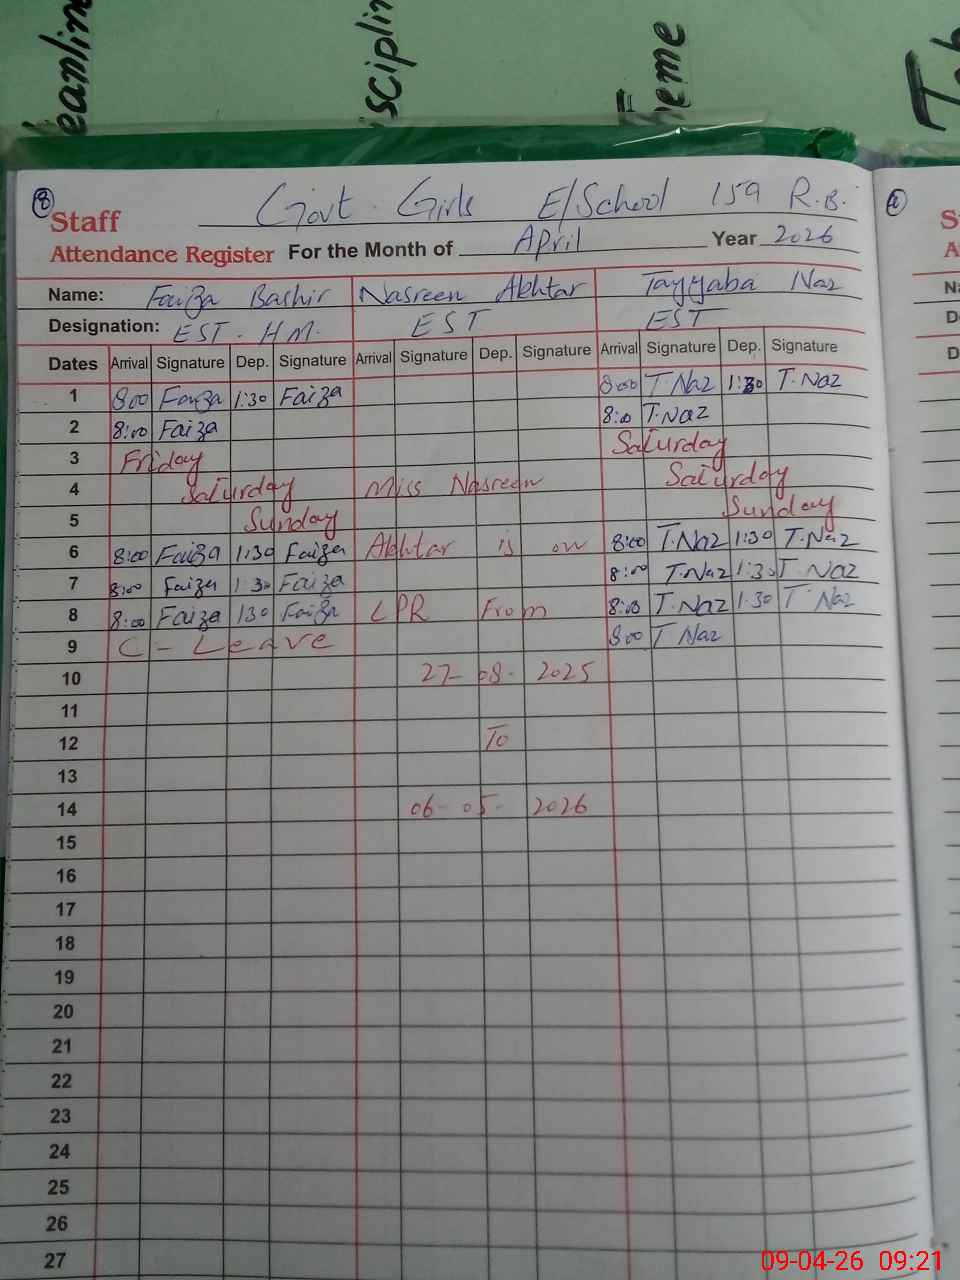 eanline
sciplin
Theme
8
Govt. Girls E/School 159 R.B.
Staff
Attendance Register For the Month of April Year 2026
Name: Faiza Bashir Nasreen Akhtar Tayyaba Naz
Designation: EST. H.M. EST EST
Dates Arrival Signature Dep. Signature Arrival Signature Dep. Signature Arrival Signature Dep. Signature
1 8:00 Faiza 1:30 Faiza 8:00 T.Naz 1:30 T.Naz
2 8:00 Faiza 8:00 T.Naz
3 Friday Saturday
4 Saturday Miss Nasreen Saturday
5 Sunday Sunday
6 8:00 Faiza 1:30 Faiza Akhtar is on 8:00 T.Naz 1:30 T.Naz
7 8:00 Faiza 1:30 Faiza 8:00 T.Naz 1:30 T Naz
8 8:00 Faiza 130 Faiza LPR From 8:00 T.Naz 1:30 T Naz
9 C-Leave 8:00 T Naz
10 27-08-2025
11
12 To
13
14 06-05-2026
15
16
17
18
19
20
21
22
23
24
25
26
27
09-04-26 09:21